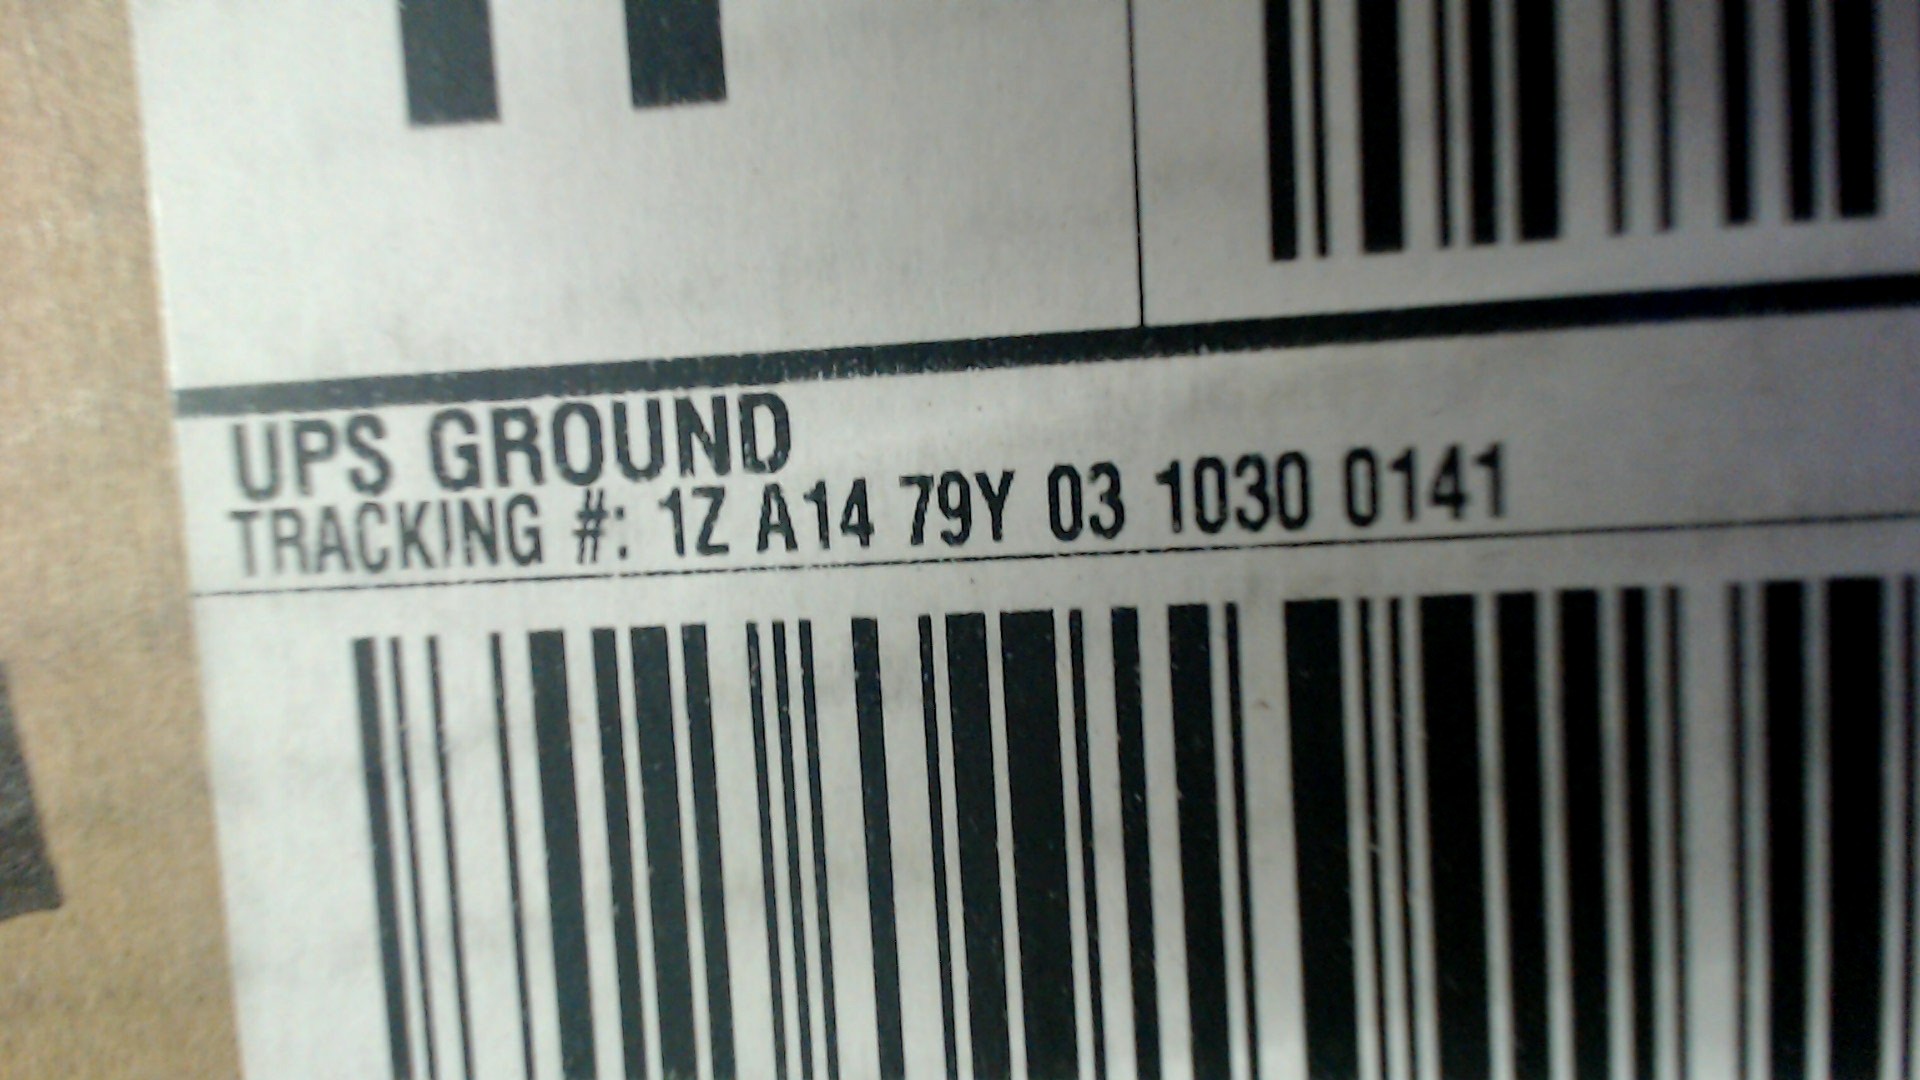 UPS GROUND
TRACKING #: 1Z A14 79Y 03 1030 0141